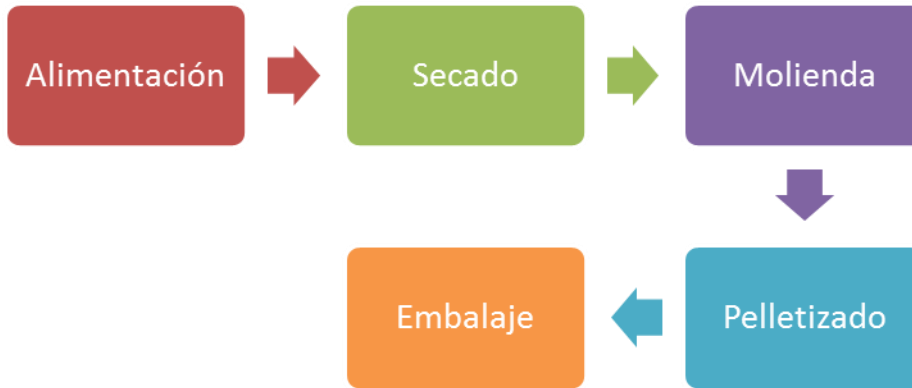 Alimentación
Secado
Molienda
Pelletizado
Embalaje